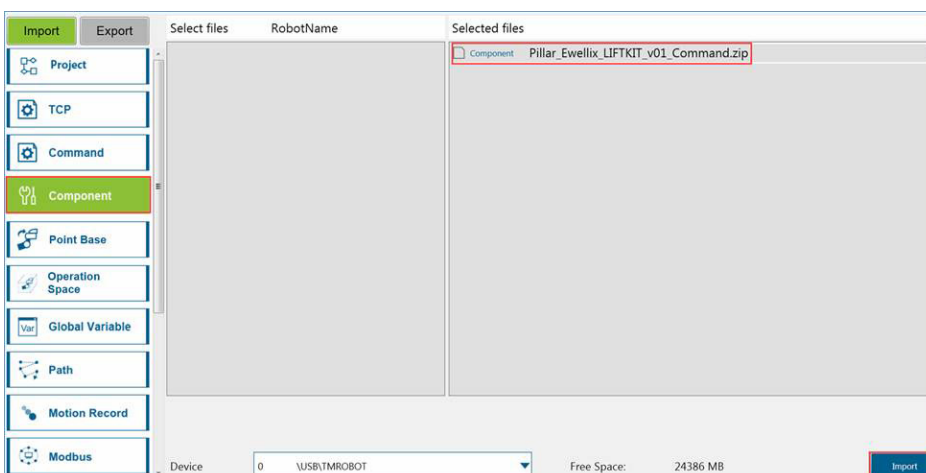 Import Export Select files RobotName Selected files
Project
Component Pillar_Ewellix_LIFTKIT_v01_Command.zip
TCP
Command
Component
Point Base
Operation
Space
Var Global Variable
Path
Motion Record
Modbus
Device 0 \USB\TMROBOT Free Space: 24386 MB Import